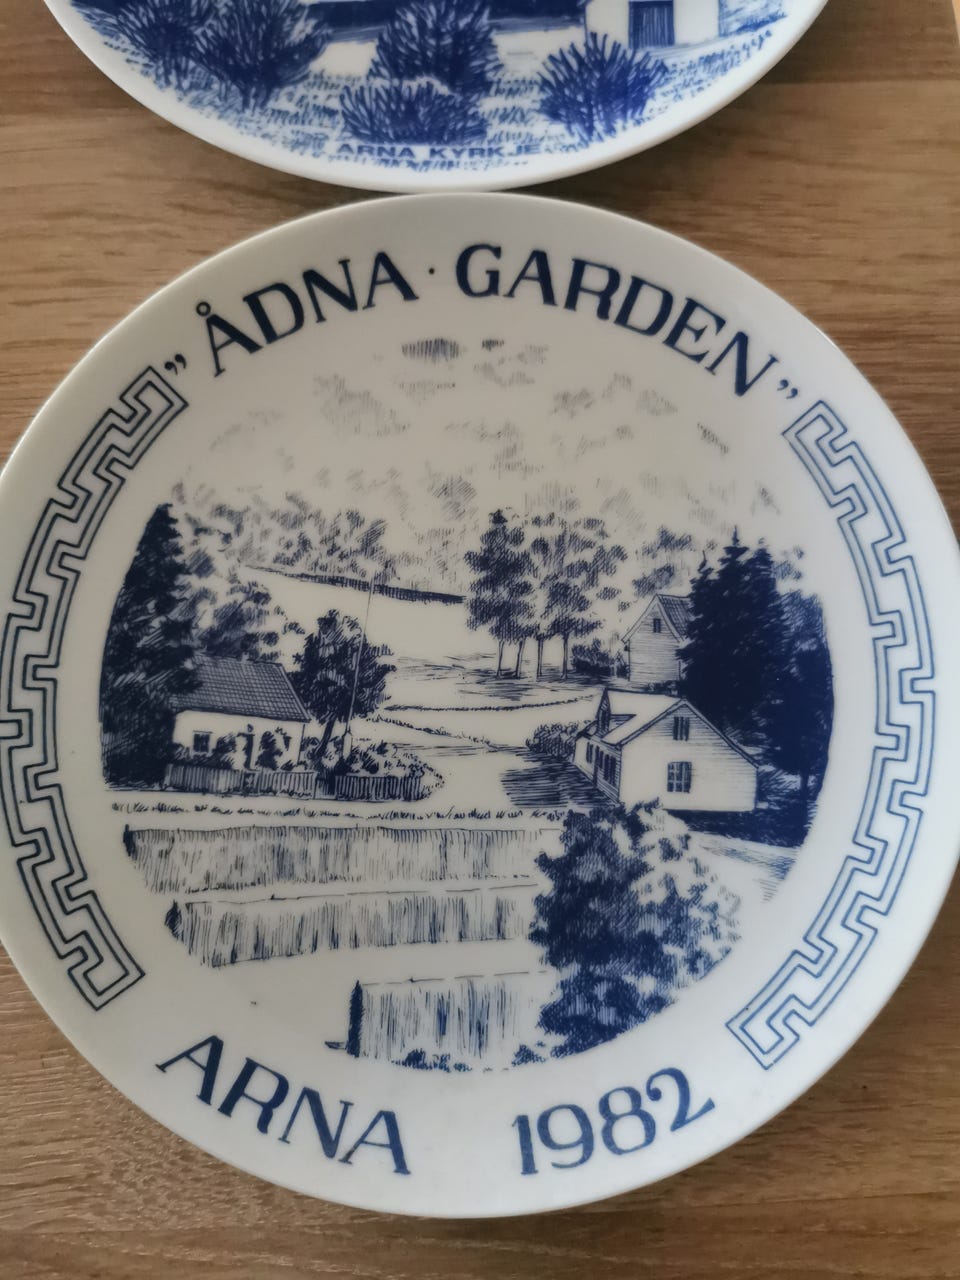 ARNA KYRKJE
„ÅDNA · GARDEN”
ARNA 1982